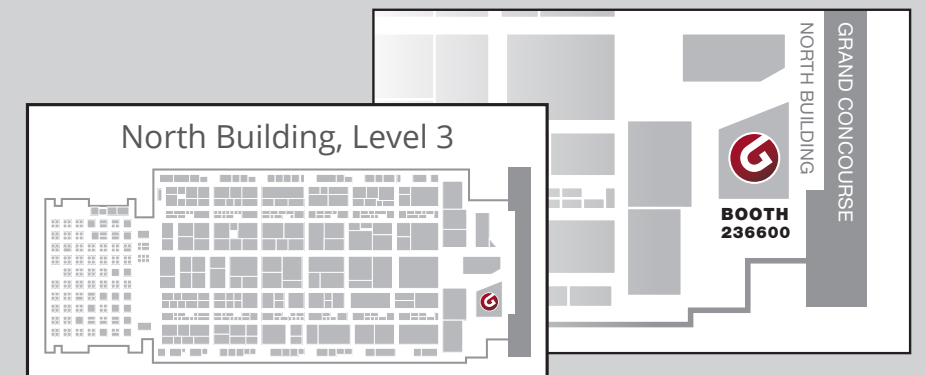 North Building, Level 3
GRAND CONCOURSE
NORTH BUILDING
G
BOOTH
236600
G